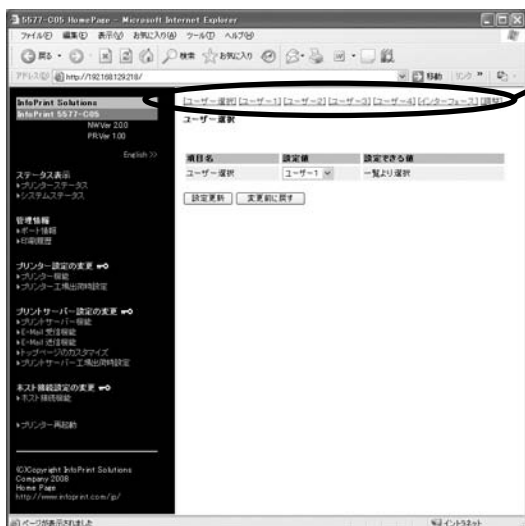 5577-C05 HomePage - Microsoft Internet Explorer
ファイル(F) 編集(E) 表示(V) お気に入り(A) ツール(T) ヘルプ(H)
戻る 検索 お気に入り
アドレス(D) http://192.168.129.218/ 移動 リンク
InfoPrint Solutions
InfoPrint 5577-C05
NW Ver 2.00
PR Ver 1.00
English >>
ステータス表示
プリンターステータス
システムステータス
管理情報
ポート情報
印刷履歴
プリンター設定の変更
プリンター機能
プリンター工場出荷時設定
プリントサーバー設定の変更
プリントサーバー機能
E-Mail 受信機能
E-Mail 送信機能
トップページのカスタマイズ
プリントサーバー工場出荷時設定
ホスト接続設定の変更
ホスト接続機能
プリンター再起動
(C)Copyright InfoPrint Solutions
Company 2008
Home Page
http://www.infoprint.com/jp/
[ユーザー選択] [ユーザー1] [ユーザー2] [ユーザー3] [ユーザー4] [インターフェース] [調整]
ユーザー選択
項目名 設定値 設定できる値
ユーザー選択 ユーザー1 一覧より選択
設定更新 変更前に戻す
ページが表示されました インターネット